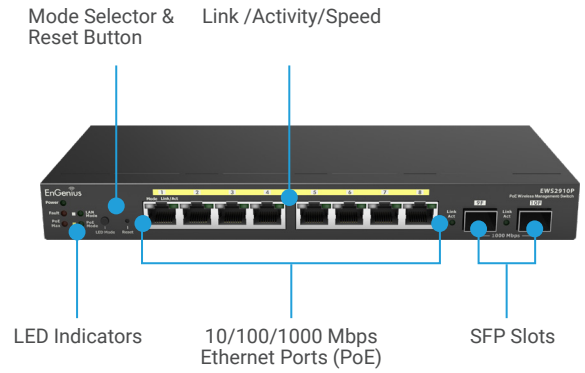 Mode Selector &
Reset Button
Link /Activity/Speed
EnGenius
Power
Fault
PoE
Max
LAN
Mode
PoE
Mode
LED Mode
Reset
Mode Link/Act
1 2 3 4 5 6 7 8
Link
Act
9F
Link
Act
10F
1000 Mbps
EWS2910P
PoE Wireless Management Switch
LED Indicators
10/100/1000 Mbps
Ethernet Ports (PoE)
SFP Slots